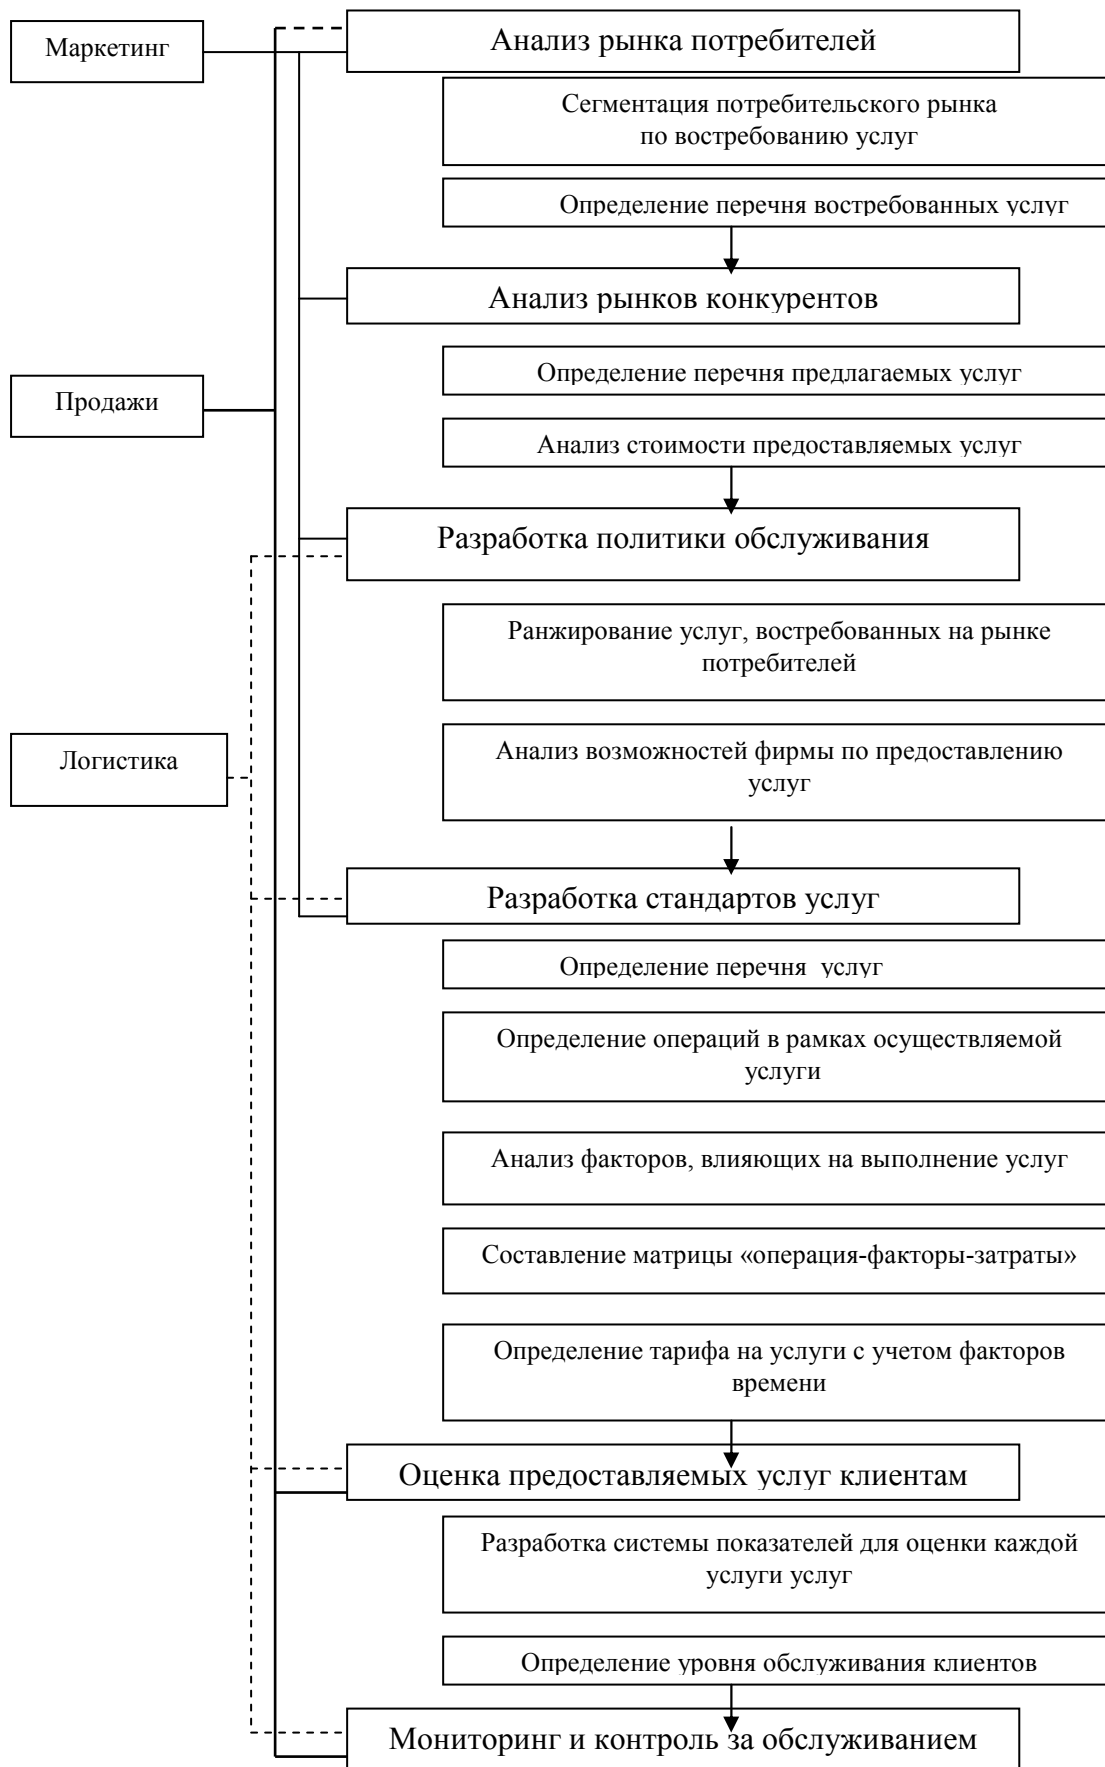 Маркетинг
Анализ рынка потребителей
Сегментация потребительского рынка
по востребованию услуг
Определение перечня востребованных услуг
Анализ рынков конкурентов
Определение перечня предлагаемых услуг
Продажи
Анализ стоимости предоставляемых услуг
Разработка политики обслуживания
Ранжирование услуг, востребованных на рынке
потребителей
Логистика
Анализ возможностей фирмы по предоставлению
услуг
Разработка стандартов услуг
Определение перечня  услуг
Определение операций в рамках осуществляемой
услуги
Анализ факторов, влияющих на выполнение услуг
Составление матрицы «операция-факторы-затраты»
Определение тарифа на услуги с учетом факторов
времени
Оценка предоставляемых услуг клиентам
Разработка системы показателей для оценки каждой
услуги услуг
Определение уровня обслуживания клиентов
Мониторинг и контроль за обслуживанием